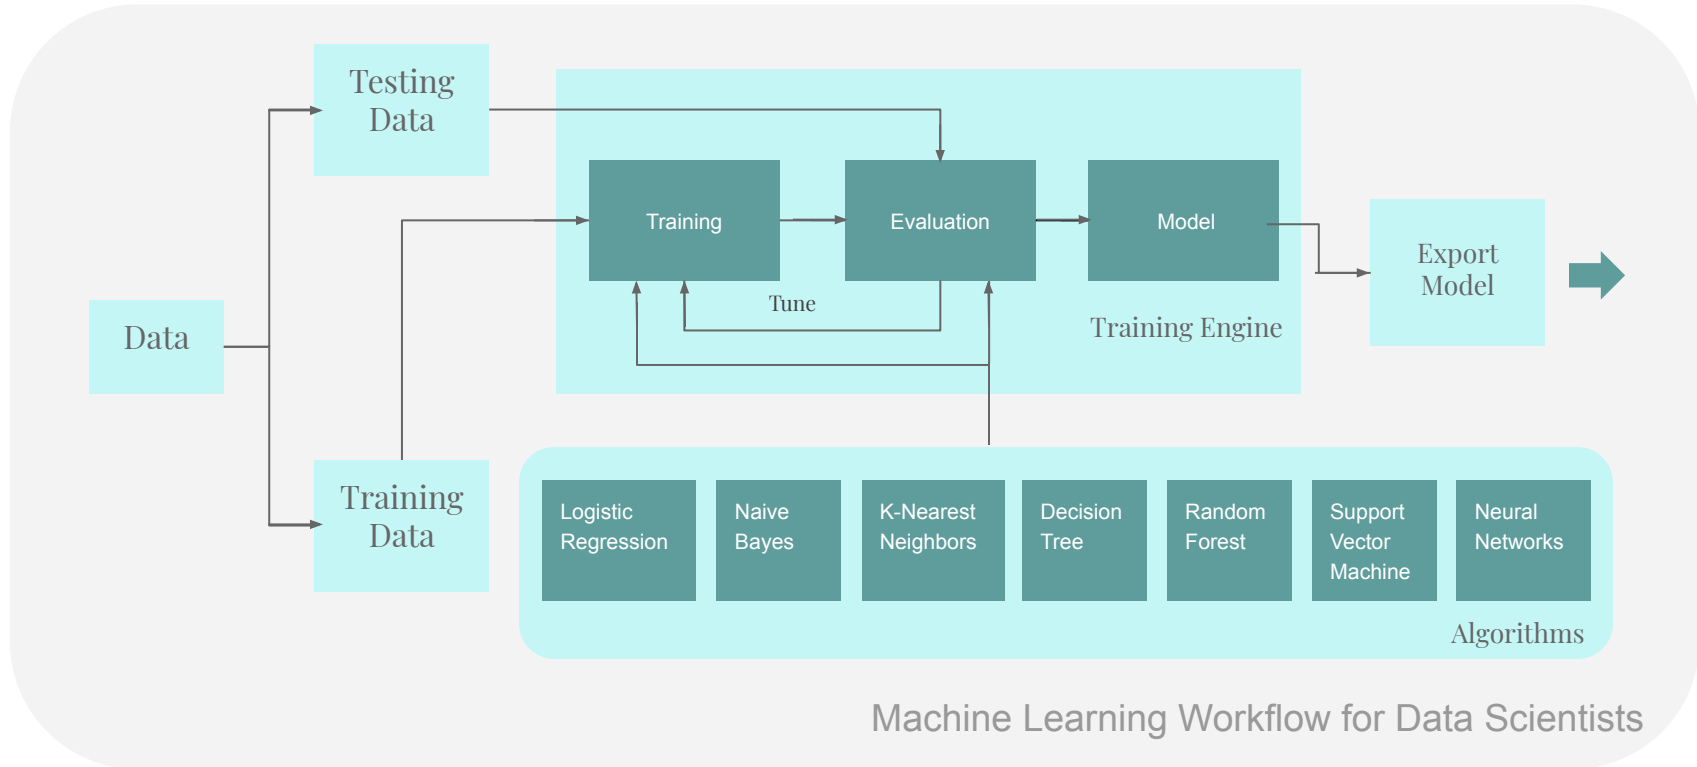 Testing
Data
Training
Evaluation
Model
Export
Model
Tune
Training Engine
Data
Training
Data
Logistic
Regression
Naive
Bayes
K-Nearest
Neighbors
Decision
Tree
Random
Forest
Support
Vector
Machine
Neural
Networks
Algorithms
Machine Learning Workflow for Data Scientists